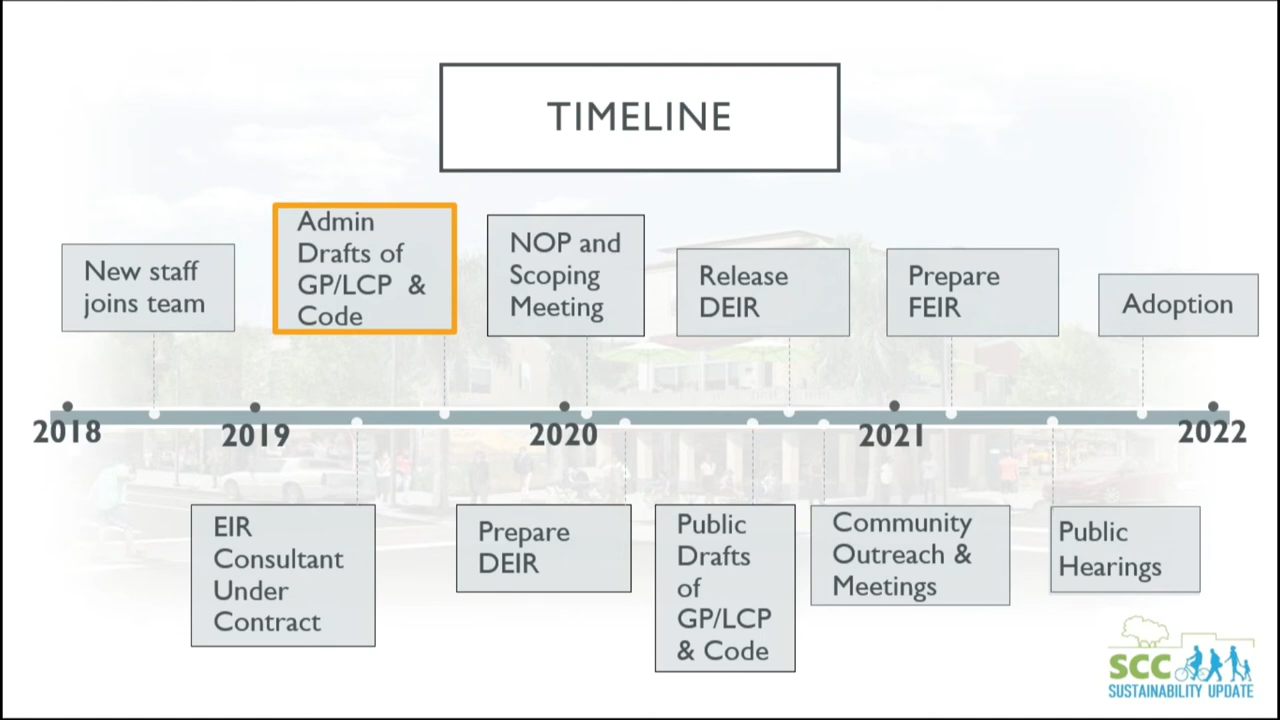 TIMELINE
New staff
joins team
Admin
Drafts of
GP/LCP &
Code
NOP and
Scoping
Meeting
Release
DEIR
Prepare
FEIR
Adoption
2018
2019
2020
2021
2022
EIR
Consultant
Under
Contract
Prepare
DEIR
Public
Drafts
of
GP/LCP
& Code
Community
Outreach &
Meetings
Public
Hearings
SCC
SUSTAINABILITY UPDATE